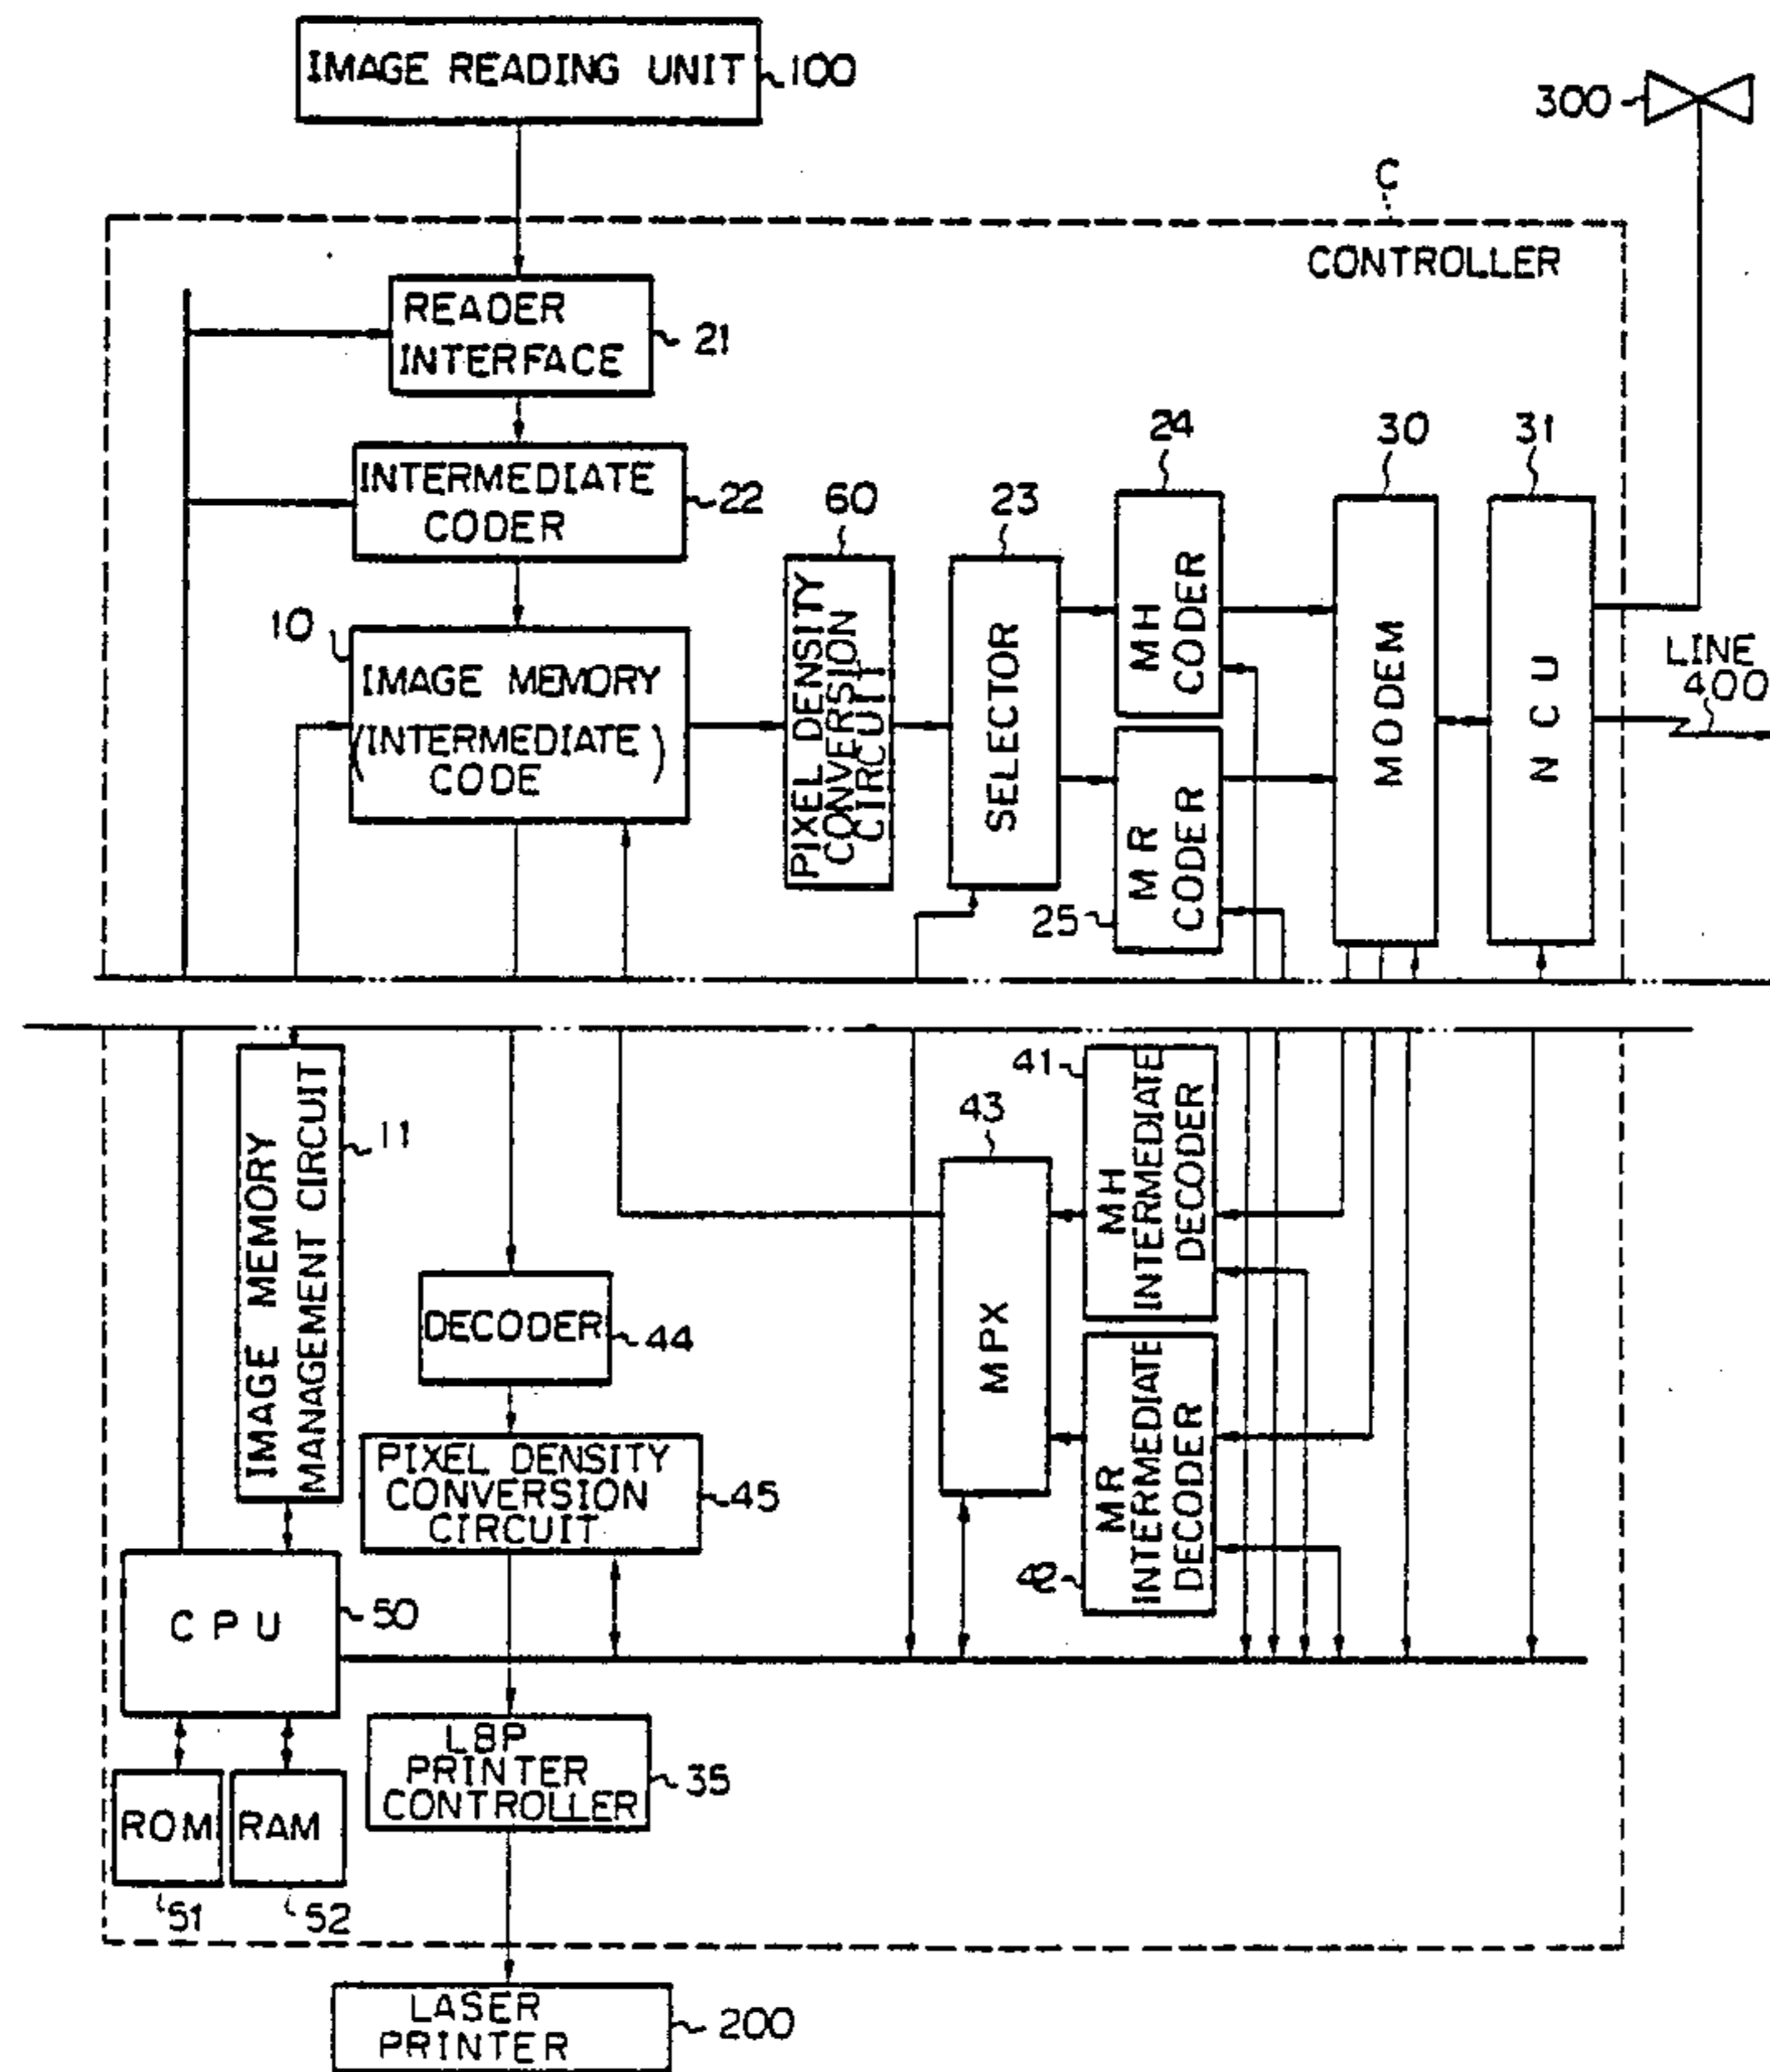 IMAGE READING UNIT
100
300
C
CONTROLLER
READER
INTERFACE
21
INTERMEDIATE
CODER
22
10
IMAGE MEMORY
(INTERMEDIATE)
CODE
60
PIXEL DENSITY
CONVERSION
CIRCUIT
23
SELECTOR
24
MH
CODER
25
MR
CODER
30
MODEM
31
NCU
LINE
400
IMAGE MEMORY
MANAGEMENT CIRCUIT
11
DECODER
44
PIXEL DENSITY
CONVERSION
CIRCUIT
45
43
MPX
41
MH
INTERMEDIATE
DECODER
42
MR
INTERMEDIATE
DECODER
CPU
50
ROM
51
RAM
52
LBP
PRINTER
CONTROLLER
35
LASER
PRINTER
200